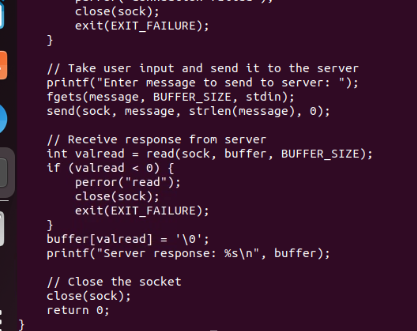 close(sock);
exit(EXIT_FAILURE);
}
// Take user input and send it to the server
printf("Enter message to send to server: ");
fgets(message, BUFFER_SIZE, stdin);
send(sock, message, strlen(message), 0);
// Receive response from server
int valread = read(sock, buffer, BUFFER_SIZE);
if (valread < 0) {
perror("read");
close(sock);
exit(EXIT_FAILURE);
}
buffer[valread] = '\0';
printf("Server response: %s\n", buffer);
// Close the socket
close(sock);
return 0;
}